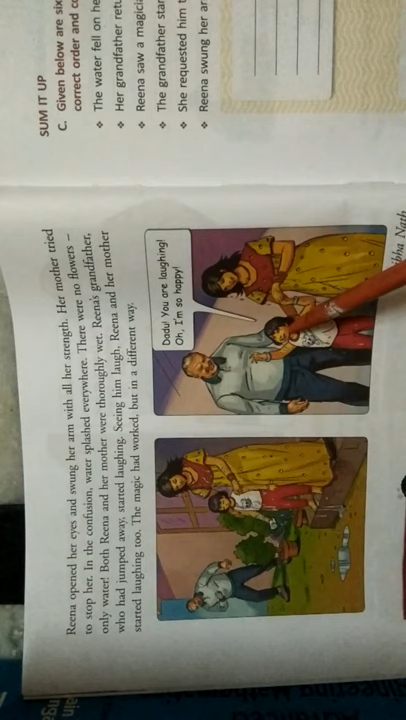 Reena opened her eyes and swung her arm with all her strength. Her mother tried
to stop her. In the confusion, water splashed everywhere. There were no flowers –
only water! Both Reena and her mother were thoroughly wet. Reena's grandfather,
who had jumped away, started laughing. Seeing him laugh, Reena and her mother
started laughing too. The magic had worked, but in a different way.
Dadu! You are laughing!
Oh, I'm so happy!
SUM IT UP
C. Given below are six
correct order and
❖ The water fell on
❖ Her grandfather
❖ Reena saw a
❖ The grandfather
❖ She requested him
❖ Reena swung her
Nath